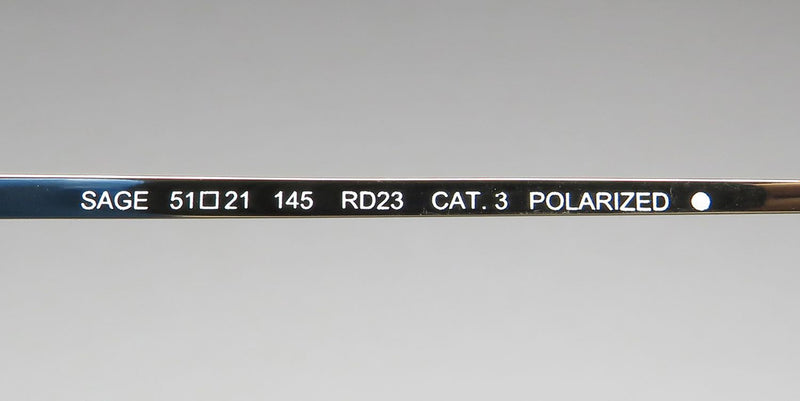 SAGE 51□21 145 RD23 CAT. 3 POLARIZED